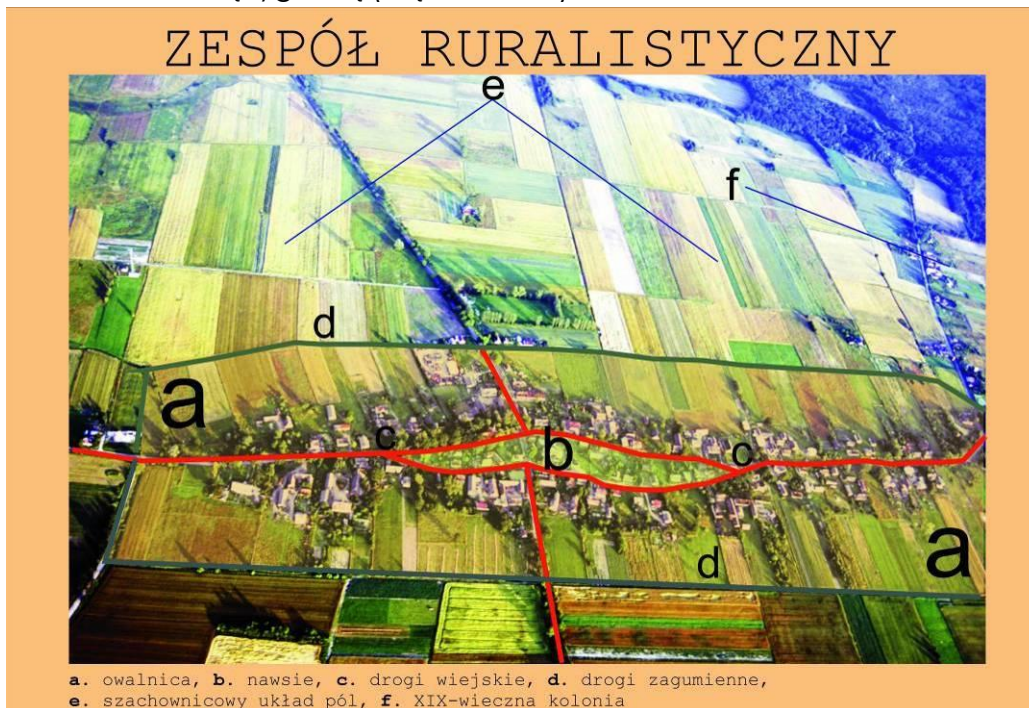 ZESPÓŁ RURALISTYCZNY
e
f
d
a
c
b
c
a
d
a. owalnica, b. nawsie, c. drogi wiejskie, d. drogi zagumienne,
e. szachownicowy układ pól, f. XIX-wieczna kolonia